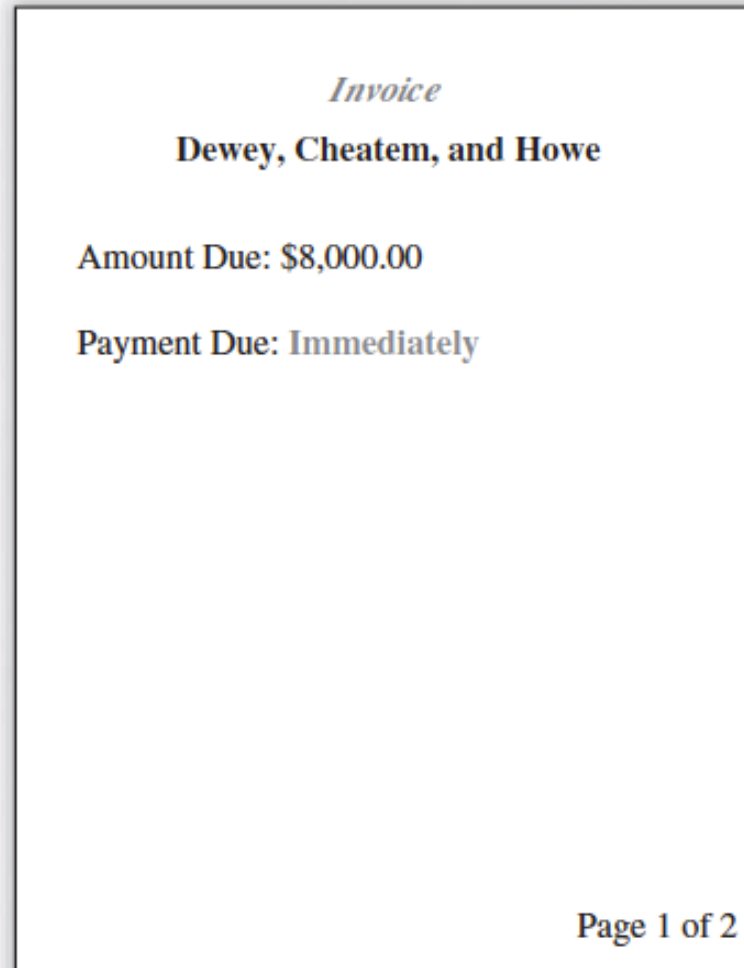 Invoice
Dewey, Cheatem, and Howe
Amount Due: $8,000.00
Payment Due: Immediately
Page 1 of 2